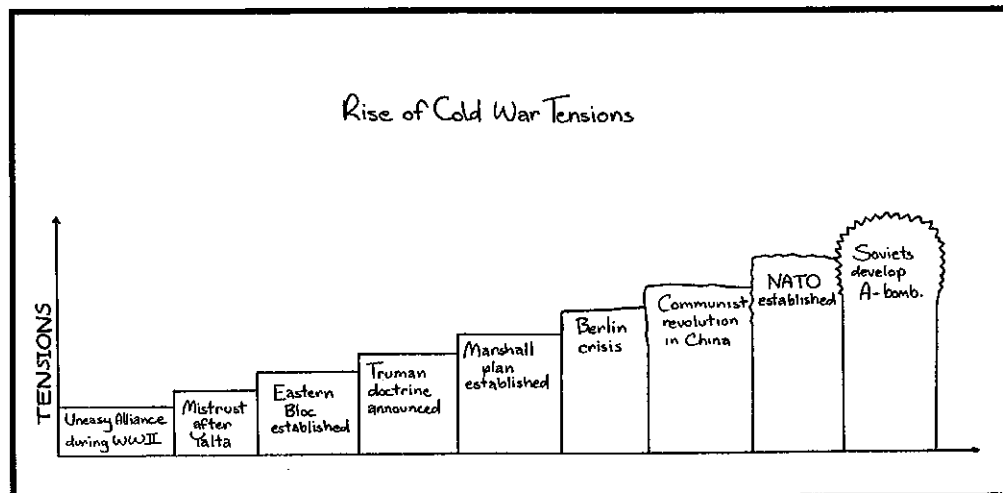 Rise of Cold War Tensions
TENSIONS
Uneasy Alliance
during WWII
Mistrust
after
Yalta
Eastern
Bloc
established
Truman
doctrine
announced
Marshall
plan
established
Berlin
crisis
Communist
revolution
in China
NATO
established
Soviets
develop
A-bomb.